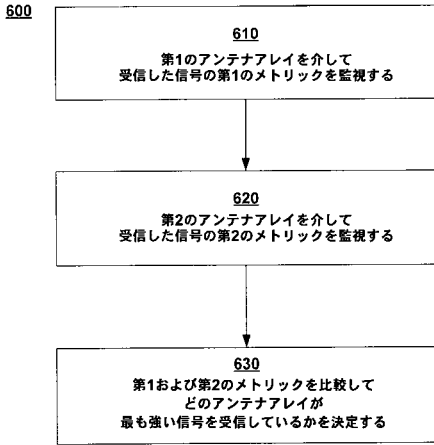 600
610
第1のアンテナアレイを介して
受信した信号の第1のメトリックを監視する
620
第2のアンテナアレイを介して
受信した信号の第2のメトリックを監視する
630
第1および第2のメトリックを比較して
どのアンテナアレイが
最も強い信号を受信しているかを決定する